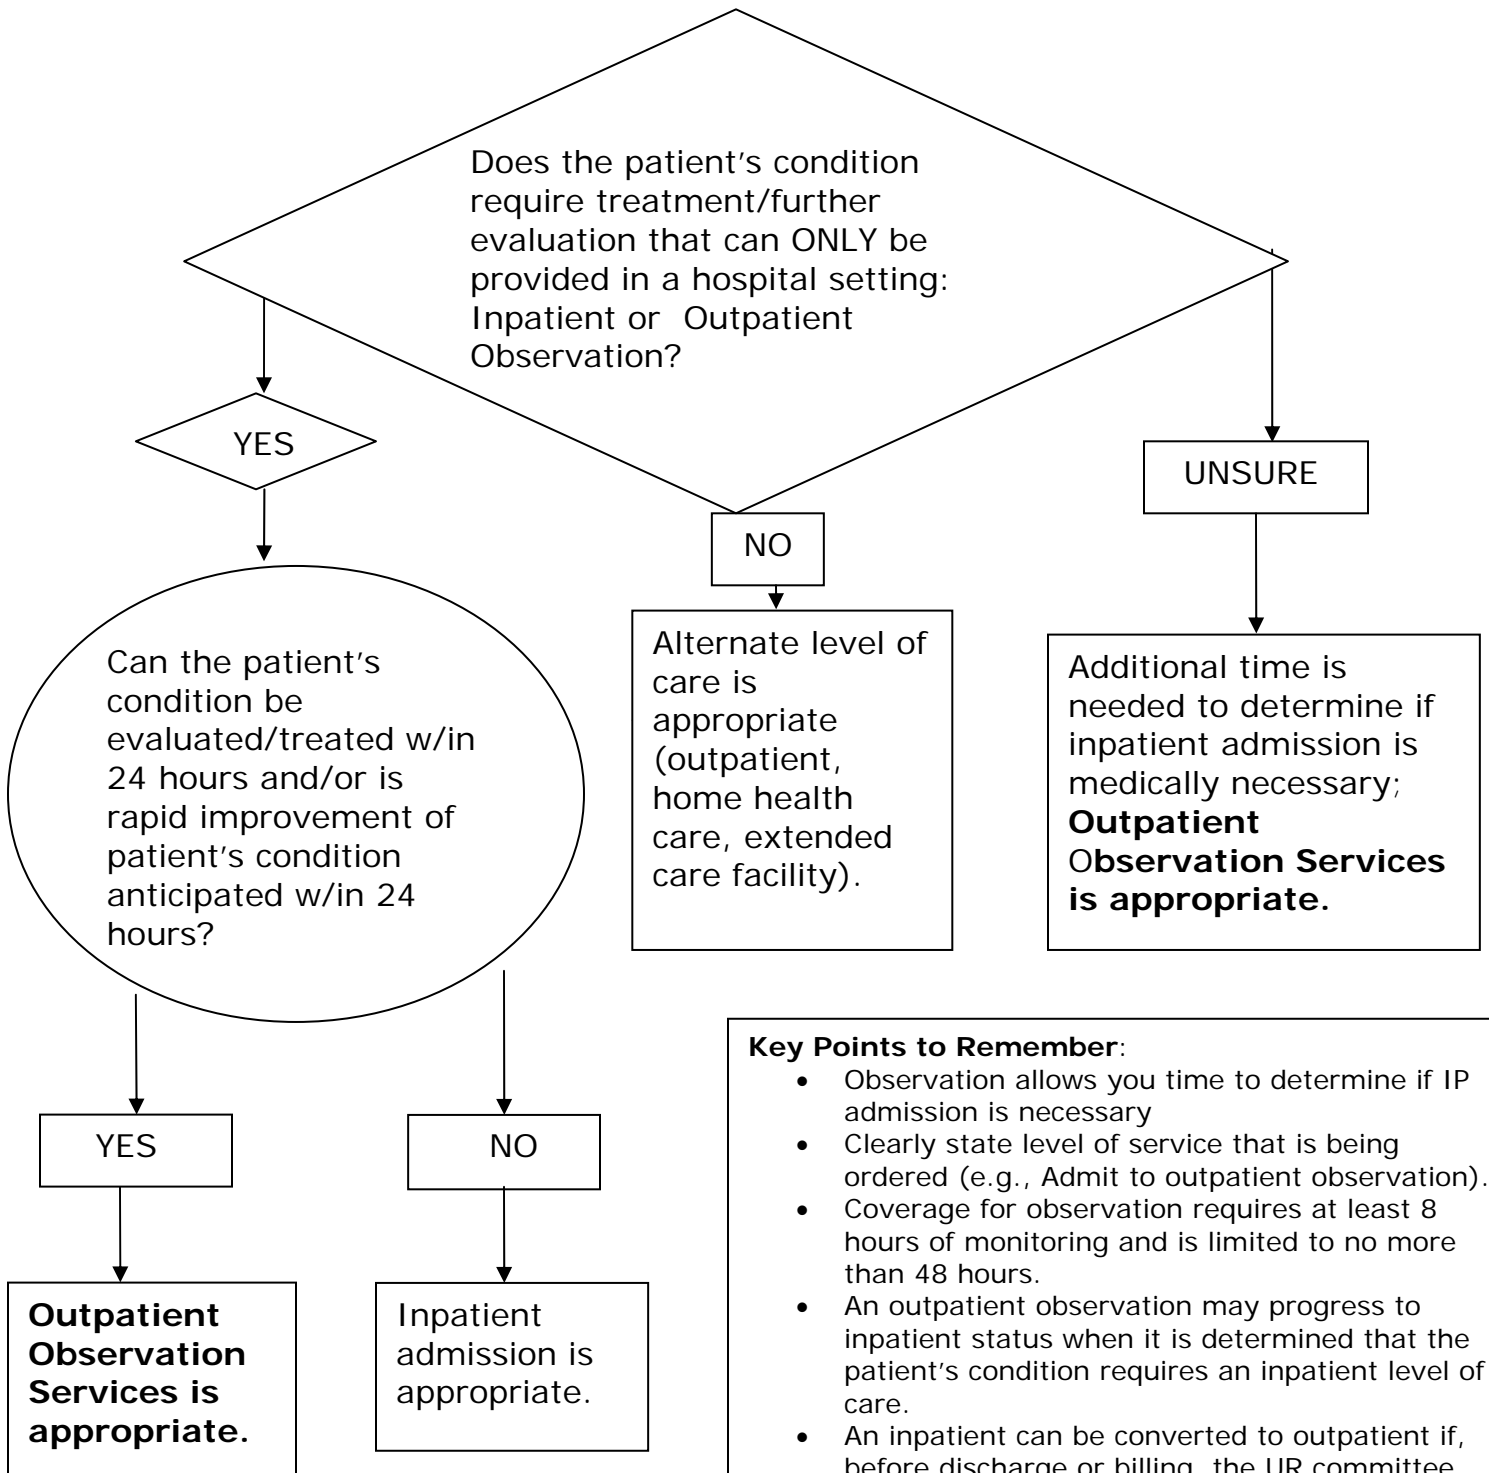 Does the patient's condition
require treatment/further
evaluation that can ONLY be
provided in a hospital setting:
Inpatient or Outpatient
Observation?
YES
NO
UNSURE
Can the patient's
condition be
evaluated/treated w/in
24 hours and/or is
rapid improvement of
patient's condition
anticipated w/in 24
hours?
Alternate level of
care is
appropriate
(outpatient,
home health
care, extended
care facility).
Additional time is
needed to determine if
inpatient admission is
medically necessary;
Outpatient
Observation Services
is appropriate.
YES
NO
Outpatient
Observation
Services is
appropriate.
Inpatient
admission is
appropriate.
Key Points to Remember:
• Observation allows you time to determine if IP
admission is necessary
• Clearly state level of service that is being
ordered (e.g., Admit to outpatient observation).
• Coverage for observation requires at least 8
hours of monitoring and is limited to no more
than 48 hours.
• An outpatient observation may progress to
inpatient status when it is determined that the
patient's condition requires an inpatient level of
care.
• An inpatient can be converted to outpatient if,
before discharge or billing, the UR committee